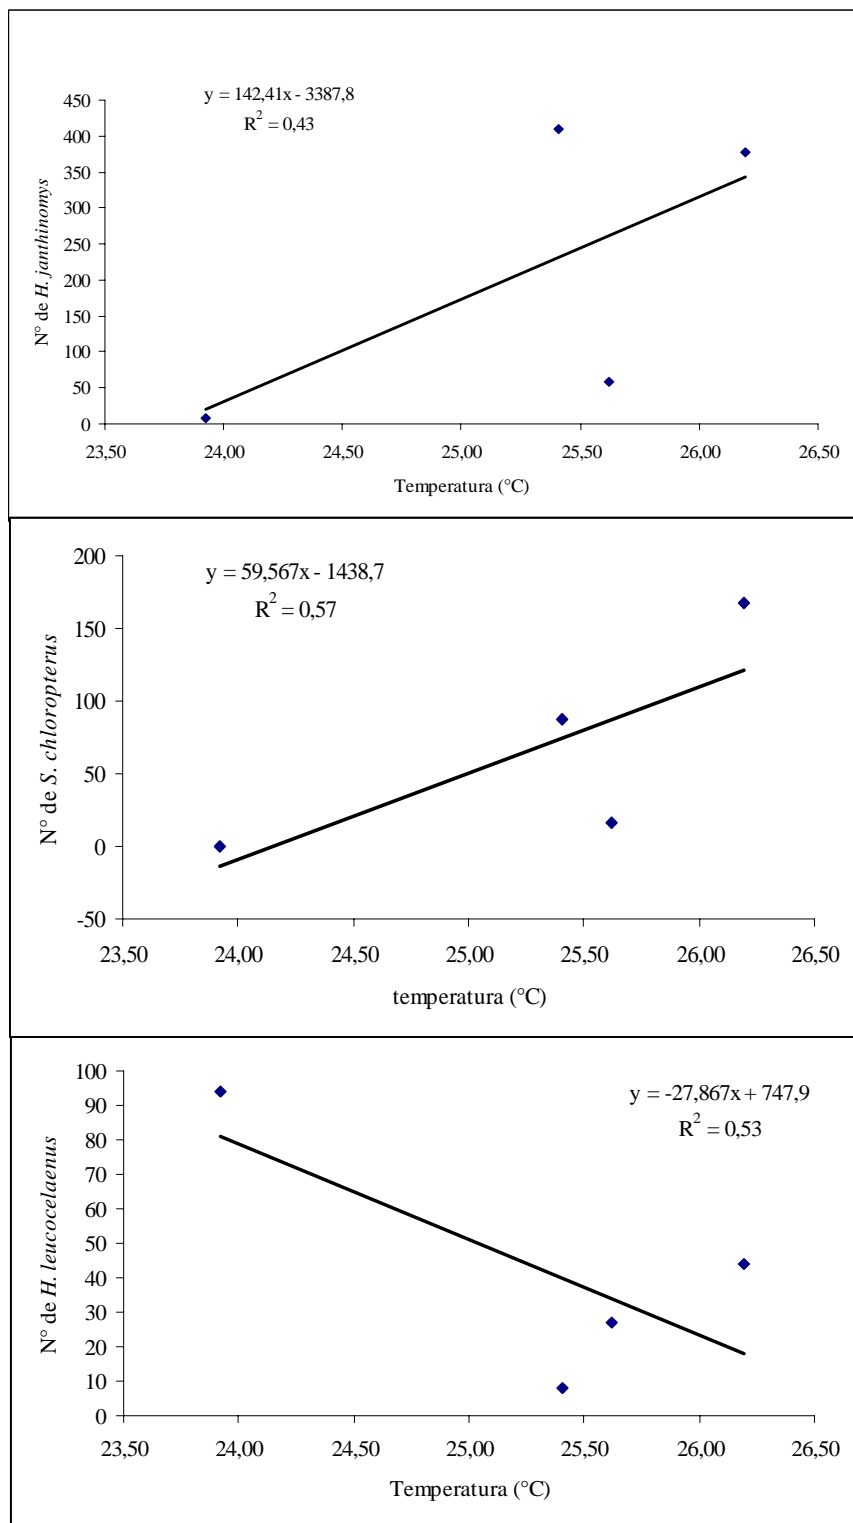 y = 142,41x - 3387,8
R² = 0,43
450
400
350
300
250
200
150
100
50
0
N° de H. janthinomys
23,50 24,00 24,50 25,00 25,50 26,00 26,50
Temperatura (°C)
y = 59,567x - 1438,7
R² = 0,57
200
150
100
50
0
-50
N° de S. chloropterus
23,50 24,00 24,50 25,00 25,50 26,00 26,50
temperatura (°C)
y = -27,867x + 747,9
R² = 0,53
100
90
80
70
60
50
40
30
20
10
0
N° de H. leucocelaenus
23,50 24,00 24,50 25,00 25,50 26,00 26,50
Temperatura (°C)